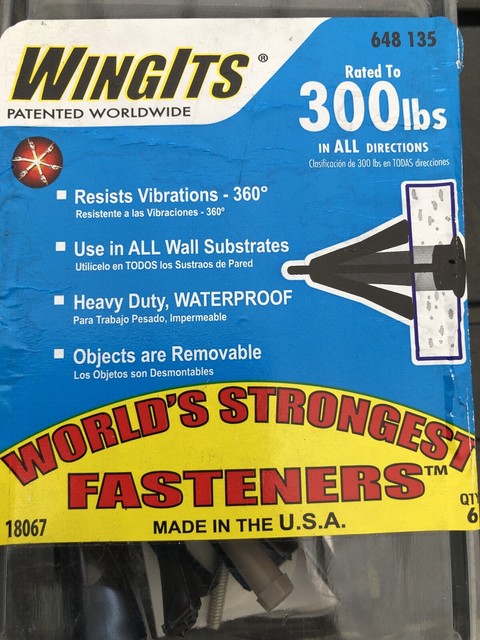 648 135
WINGITS®
PATENTED WORLDWIDE
Rated To
300lbs
IN ALL DIRECTIONS
Clasificación de 300 lbs en TODAS direcciones
Resists Vibrations - 360°
Resistente a las Vibraciones - 360°
Use in ALL Wall Substrates
Utilícelo en TODOS los Sustraos de Pared
Heavy Duty, WATERPROOF
Para Trabajo Pesado, Impermeable
Objects are Removable
Los Objetos son Desmontables
WORLD'S STRONGEST
FASTENERS™
QTY
6
18067
MADE IN THE U.S.A.